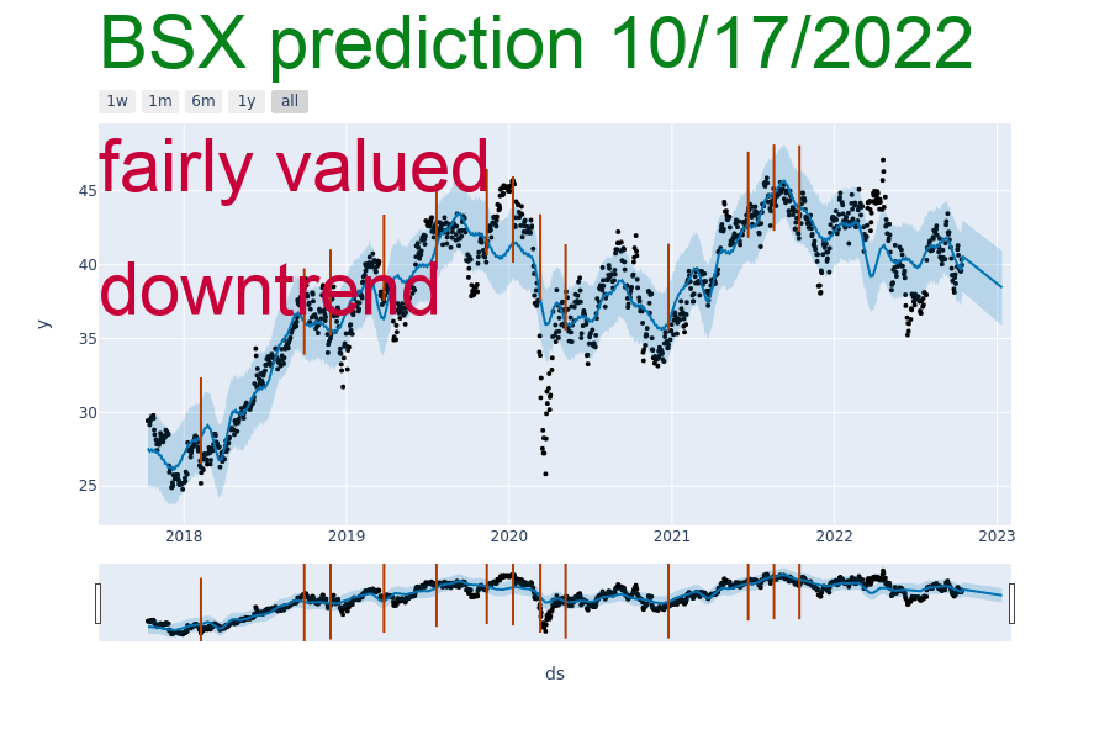 BSX prediction 10/17/2022
1w 1m 6m 1y all
fairly valued
45
40
downtrend
y
35
30
25
2018 2019 2020 2021 2022 2023
ds